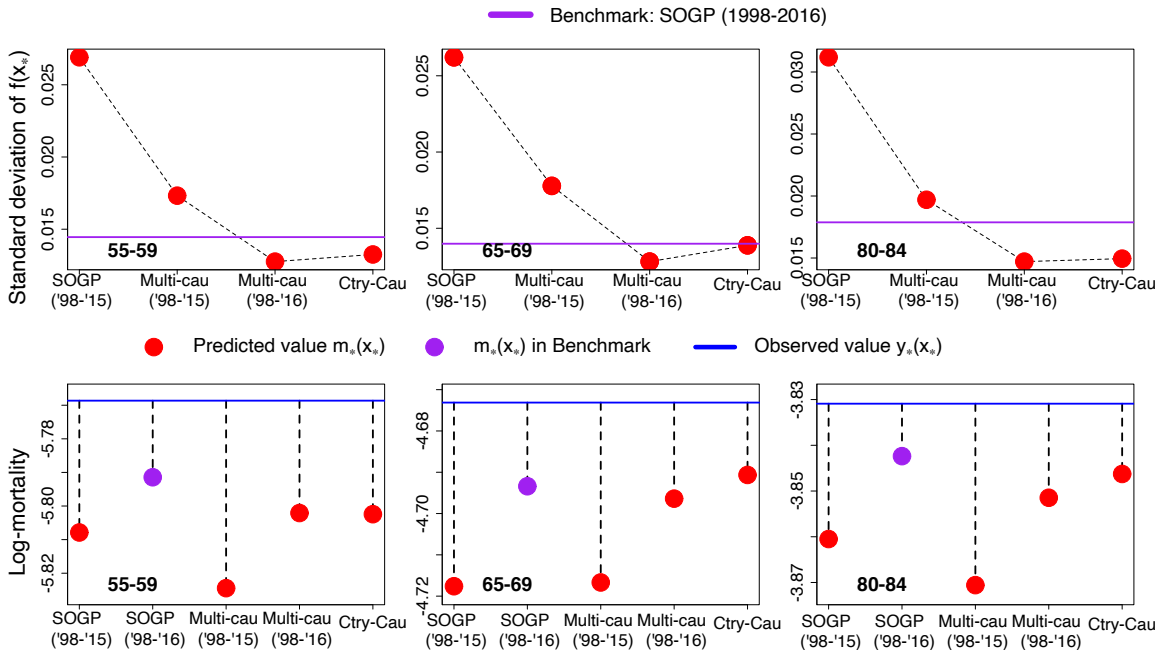 Benchmark: SOGP (1998-2016)
Standard deviation of f(x*)
0.025
0.020
0.015
55-59
SOGP
('98-'15)
Multi-cau
('98-'15)
Multi-cau
('98-'16)
Ctry-Cau
0.025
0.020
0.015
65-69
SOGP
('98-'15)
Multi-cau
('98-'15)
Multi-cau
('98-'16)
Ctry-Cau
0.030
0.025
0.020
0.015
80-84
SOGP
('98-'15)
Multi-cau
('98-'15)
Multi-cau
('98-'16)
Ctry-Cau
Predicted value m*(x*)
m*(x*) in Benchmark
Observed value y*(x*)
Log-mortality
-5.78
-5.80
-5.82
55-59
SOGP
('98-'15)
SOGP
('98-'16)
Multi-cau
('98-'15)
Multi-cau
('98-'16)
Ctry-Cau
-4.68
-4.70
-4.72
65-69
SOGP
('98-'15)
SOGP
('98-'16)
Multi-cau
('98-'15)
Multi-cau
('98-'16)
Ctry-Cau
-3.83
-3.85
-3.87
80-84
SOGP
('98-'15)
SOGP
('98-'16)
Multi-cau
('98-'15)
Multi-cau
('98-'16)
Ctry-Cau